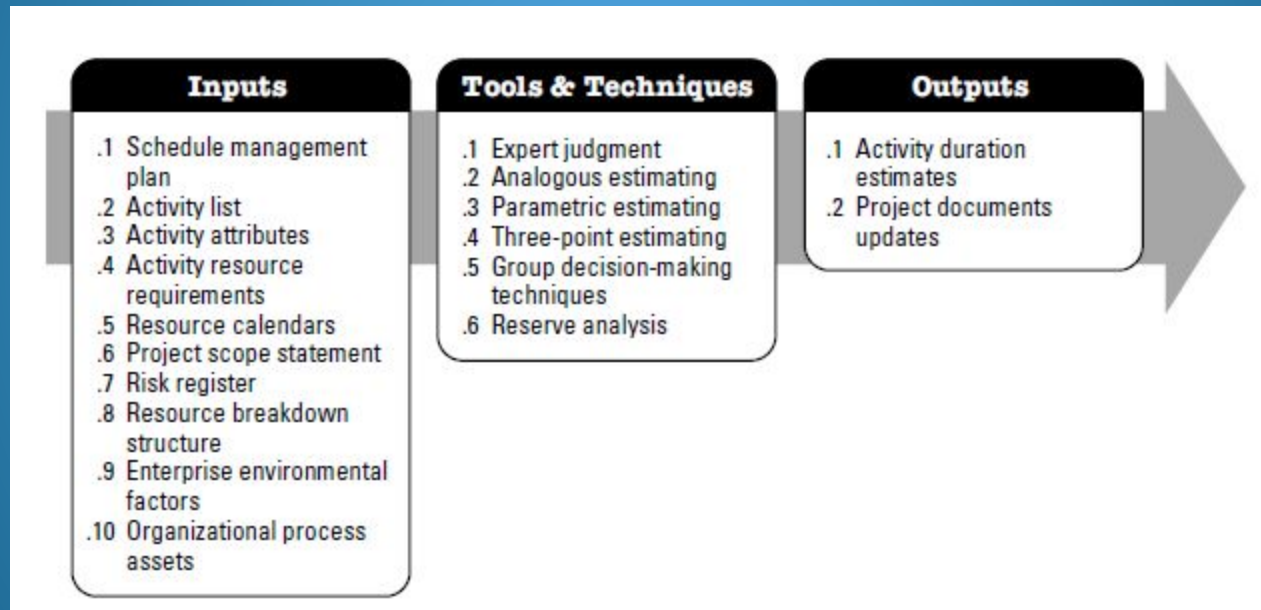 Inputs
.1 Schedule management
plan
.2 Activity list
.3 Activity attributes
.4 Activity resource
requirements
.5 Resource calendars
.6 Project scope statement
.7 Risk register
.8 Resource breakdown
structure
.9 Enterprise environmental
factors
.10 Organizational process
assets
Tools & Techniques
.1 Expert judgment
.2 Analogous estimating
.3 Parametric estimating
.4 Three-point estimating
.5 Group decision-making
techniques
.6 Reserve analysis
Outputs
.1 Activity duration
estimates
.2 Project documents
updates